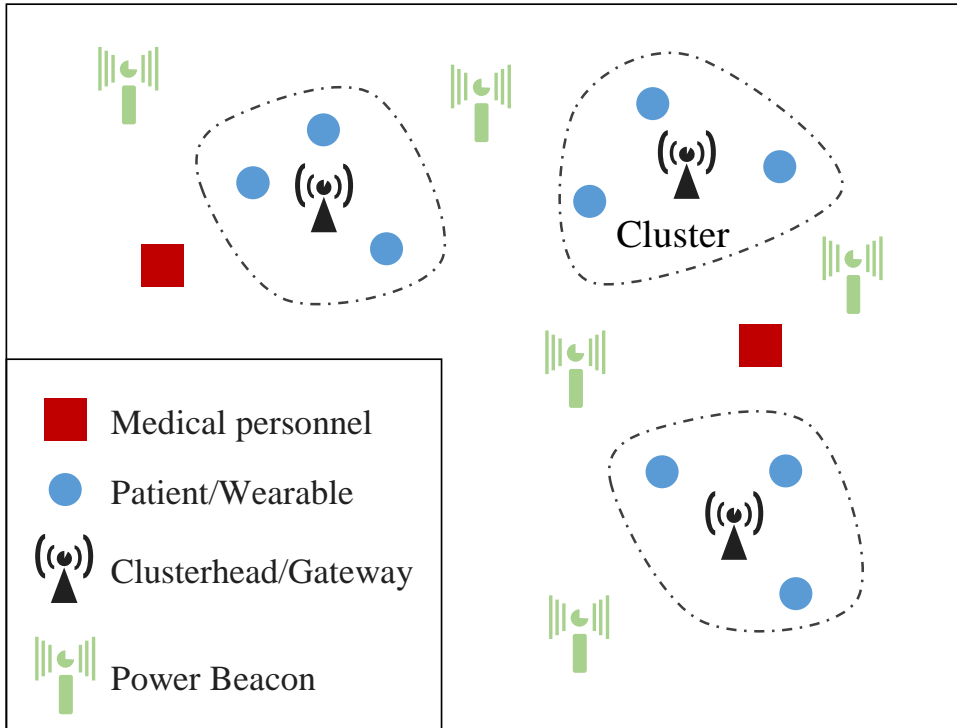 Cluster
Medical personnel
Patient/Wearable
Clusterhead/Gateway
Power Beacon